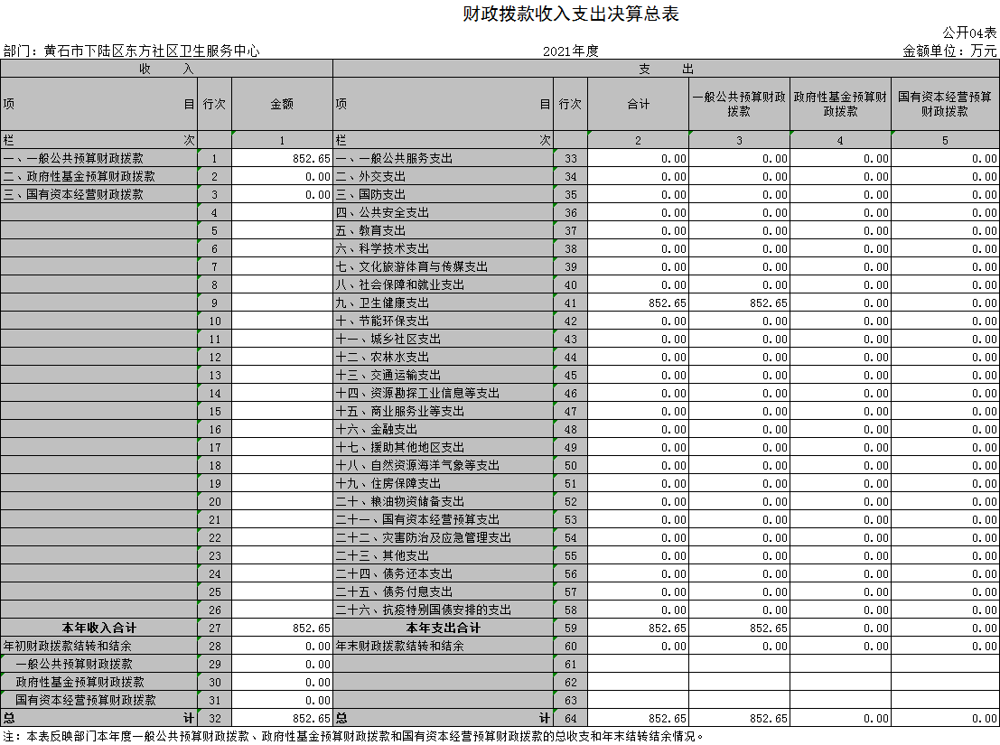 财政拨款收入支出决算总表
公开04表
部门：黄石市下陆区东方社区卫生服务中心 2021年度 金额单位：万元
收 入 支 出
项 目 行次 金额 项 目 行次 合计 一般公共预算财政拨款 政府性基金预算财政拨款 国有资本经营预算财政拨款
栏 次 1 栏 次 2 3 4 5
一、一般公共预算财政拨款 1 852.65 一、一般公共服务支出 33 0.00 0.00 0.00 0.00
二、政府性基金预算财政拨款 2 0.00 二、外交支出 34 0.00 0.00 0.00 0.00
三、国有资本经营财政拨款 3 0.00 三、国防支出 35 0.00 0.00 0.00 0.00
4 四、公共安全支出 36 0.00 0.00 0.00 0.00
5 五、教育支出 37 0.00 0.00 0.00 0.00
6 六、科学技术支出 38 0.00 0.00 0.00 0.00
7 七、文化旅游体育与传媒支出 39 0.00 0.00 0.00 0.00
8 八、社会保障和就业支出 40 0.00 0.00 0.00 0.00
9 九、卫生健康支出 41 852.65 852.65 0.00 0.00
10 十、节能环保支出 42 0.00 0.00 0.00 0.00
11 十一、城乡社区支出 43 0.00 0.00 0.00 0.00
12 十二、农林水支出 44 0.00 0.00 0.00 0.00
13 十三、交通运输支出 45 0.00 0.00 0.00 0.00
14 十四、资源勘探工业信息等支出 46 0.00 0.00 0.00 0.00
15 十五、商业服务业等支出 47 0.00 0.00 0.00 0.00
16 十六、金融支出 48 0.00 0.00 0.00 0.00
17 十七、援助其他地区支出 49 0.00 0.00 0.00 0.00
18 十八、自然资源海洋气象等支出 50 0.00 0.00 0.00 0.00
19 十九、住房保障支出 51 0.00 0.00 0.00 0.00
20 二十、粮油物资储备支出 52 0.00 0.00 0.00 0.00
21 二十一、国有资本经营预算支出 53 0.00 0.00 0.00 0.00
22 二十二、灾害防治及应急管理支出 54 0.00 0.00 0.00 0.00
23 二十三、其他支出 55 0.00 0.00 0.00 0.00
24 二十四、债务还本支出 56 0.00 0.00 0.00 0.00
25 二十五、债务付息支出 57 0.00 0.00 0.00 0.00
26 二十六、抗疫特别国债安排的支出 58 0.00 0.00 0.00 0.00
本年收入合计 27 852.65 本年支出合计 59 852.65 852.65 0.00 0.00
年初财政拨款结转和结余 28 0.00 年末财政拨款结转和结余 60 0.00 0.00 0.00 0.00
一般公共预算财政拨款 29 0.00 61
政府性基金预算财政拨款 30 0.00 62
国有资本经营预算财政拨款 31 0.00 63
总 计 32 852.65 总 计 64 852.65 852.65 0.00 0.00
注：本表反映部门本年度一般公共预算财政拨款、政府性基金预算财政拨款和国有资本经营预算财政拨款的总收支和年末结转结余情况。